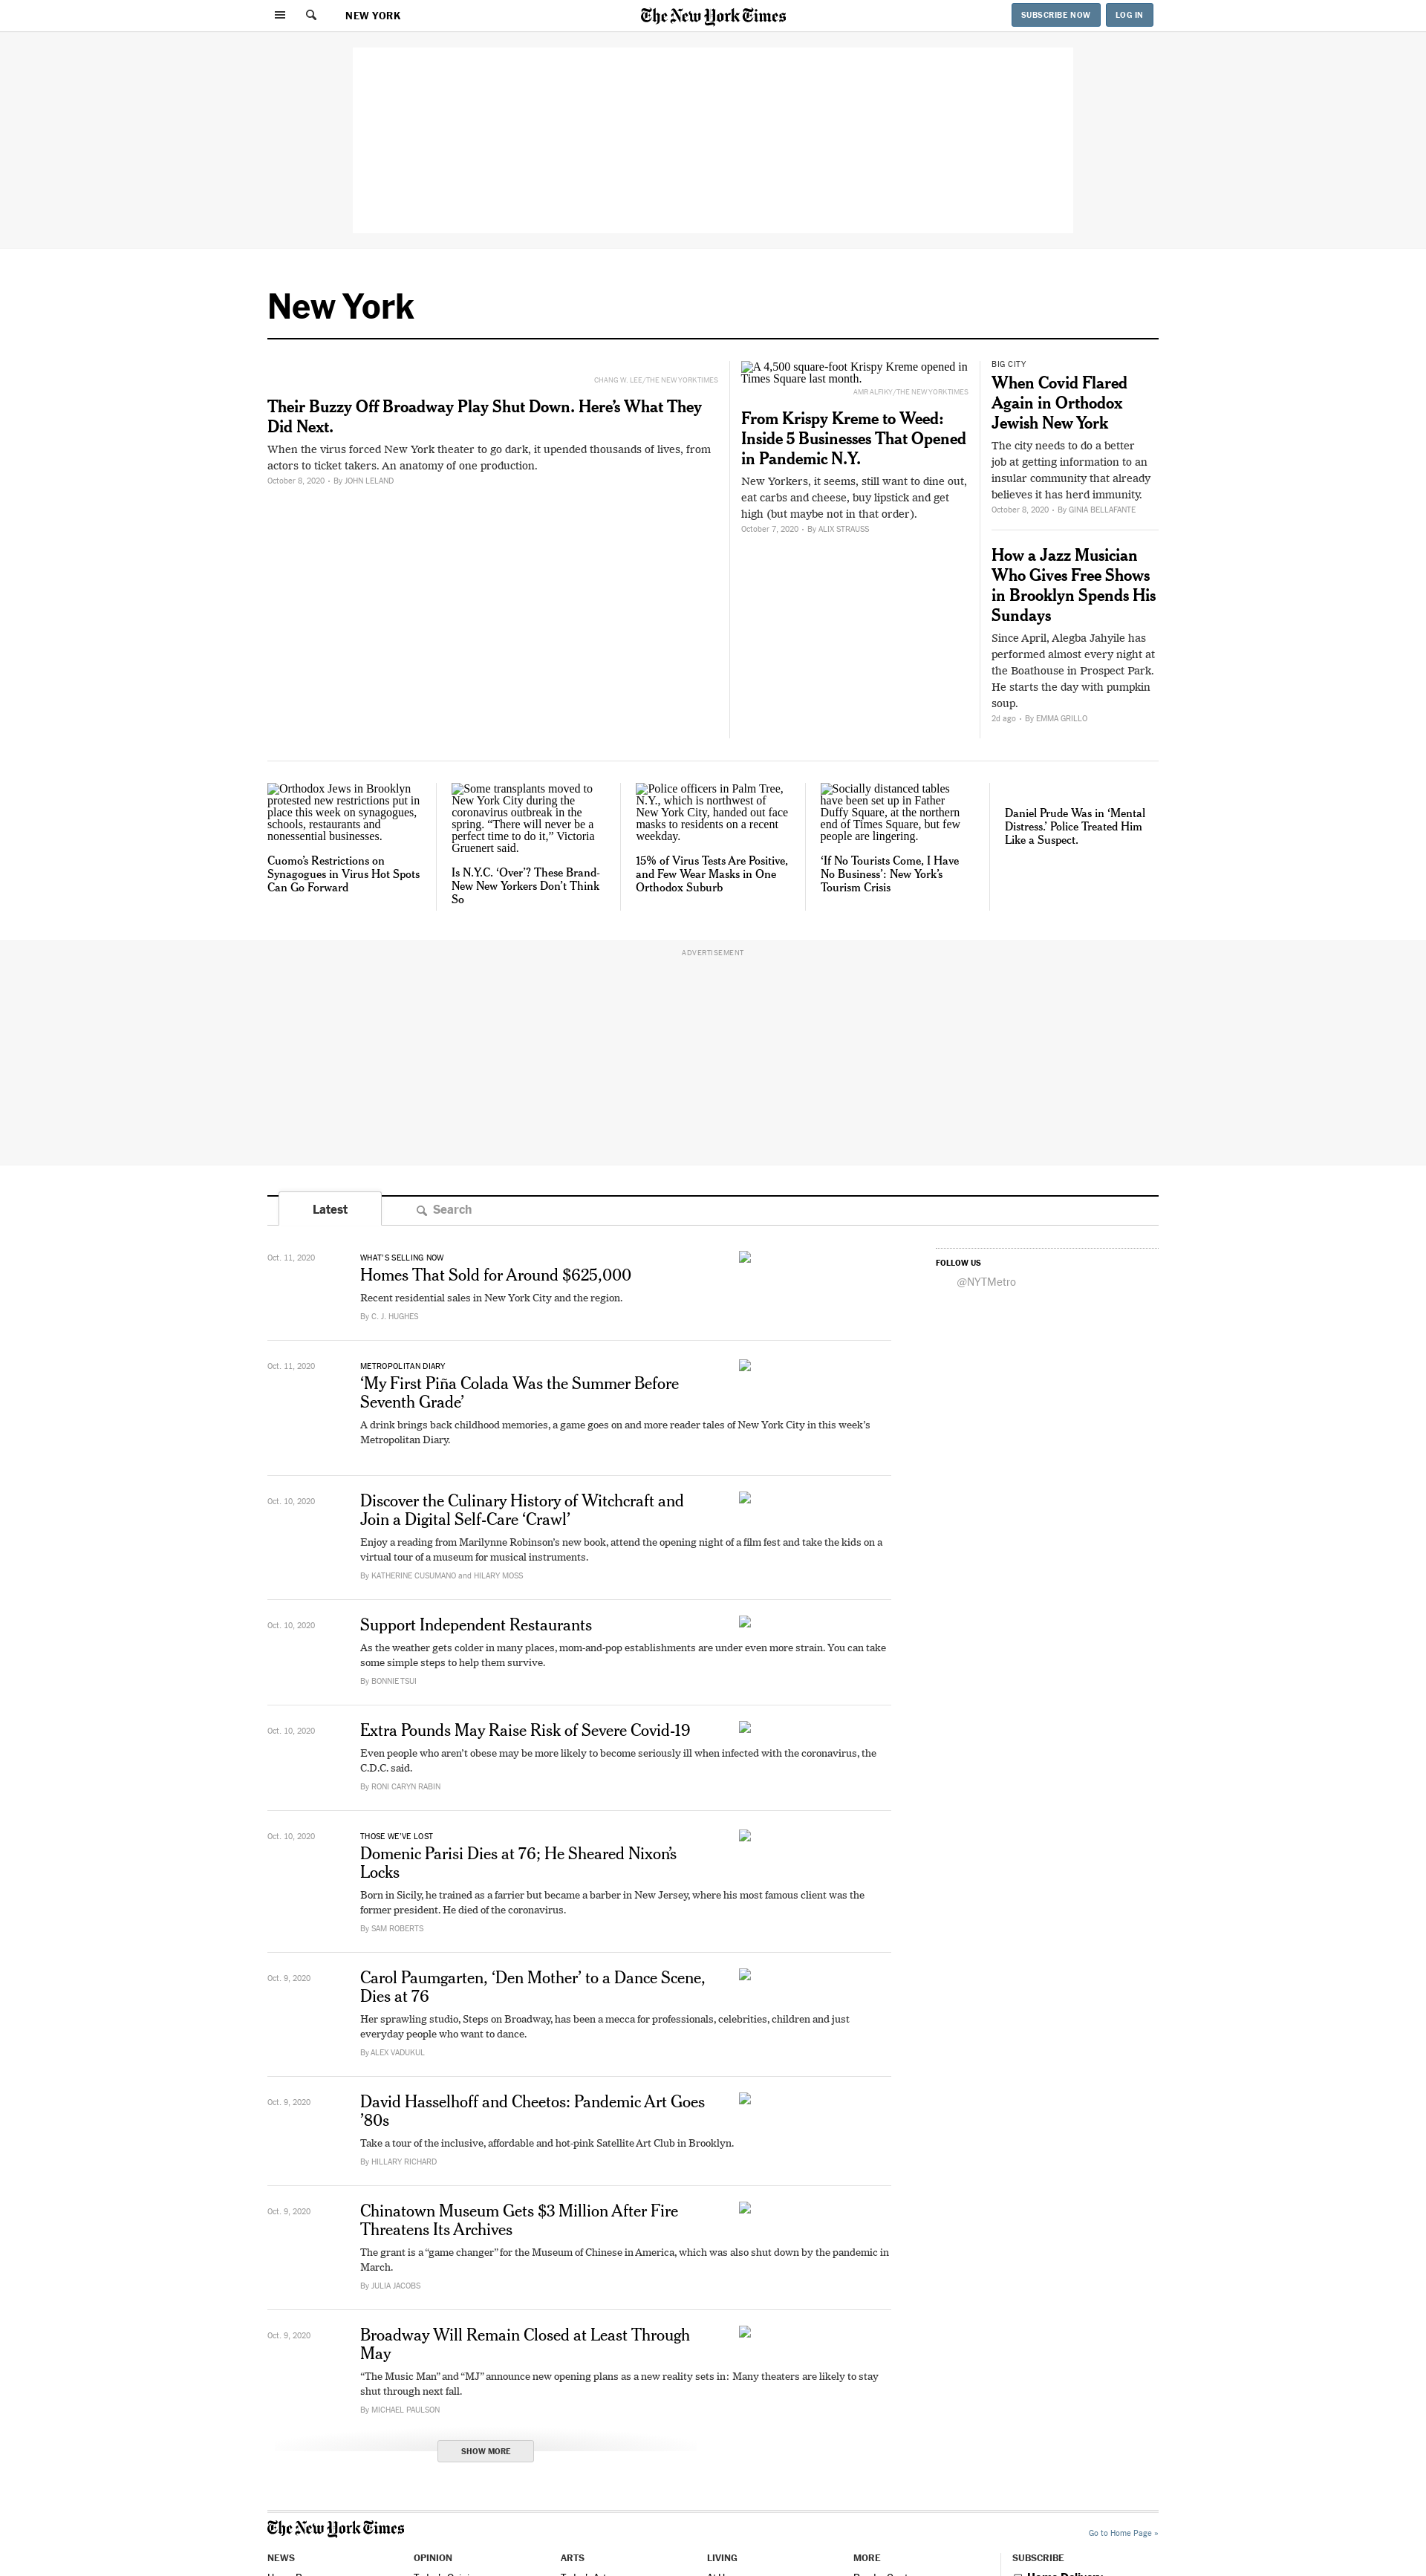 NEW YORK
The New York Times
SUBSCRIBE NOW
LOG IN
New York
CHANG W. LEE/THE NEW YORK TIMES
Their Buzzy Off Broadway Play Shut Down. Here’s What They
Did Next.
When the virus forced New York theater to go dark, it upended thousands of lives, from
actors to ticket takers. An anatomy of one production.
October 8, 2020 • By JOHN LELAND
A 4,500 square-foot Krispy Kreme opened in
Times Square last month.
AMR ALFIKY/THE NEW YORK TIMES
From Krispy Kreme to Weed:
Inside 5 Businesses That Opened
in Pandemic N.Y.
New Yorkers, it seems, still want to dine out,
eat carbs and cheese, buy lipstick and get
high (but maybe not in that order).
October 7, 2020 • By ALIX STRAUSS
BIG CITY
When Covid Flared
Again in Orthodox
Jewish New York
The city needs to do a better
job at getting information to an
insular community that already
believes it has herd immunity.
October 8, 2020 • By GINIA BELLAFANTE
How a Jazz Musician
Who Gives Free Shows
in Brooklyn Spends His
Sundays
Since April, Alegba Jahyile has
performed almost every night at
the Boathouse in Prospect Park.
He starts the day with pumpkin
soup.
2d ago • By EMMA GRILLO
Orthodox Jews in Brooklyn
protested new restrictions put in
place this week on synagogues,
schools, restaurants and
nonessential businesses.
Cuomo’s Restrictions on
Synagogues in Virus Hot Spots
Can Go Forward
Some transplants moved to
New York City during the
coronavirus outbreak in the
spring. “There will never be a
perfect time to do it,” Victoria
Gruenert said.
Is N.Y.C. ‘Over’? These Brand-
New New Yorkers Don’t Think
So
Police officers in Palm Tree,
N.Y., which is northwest of
New York City, handed out face
masks to residents on a recent
weekday.
15% of Virus Tests Are Positive,
and Few Wear Masks in One
Orthodox Suburb
Socially distanced tables
have been set up in Father
Duffy Square, at the northern
end of Times Square, but few
people are lingering.
‘If No Tourists Come, I Have
No Business’: New York’s
Tourism Crisis
Daniel Prude Was in ‘Mental
Distress.’ Police Treated Him
Like a Suspect.
ADVERTISEMENT
Latest
Search
Oct. 11, 2020
WHAT’S SELLING NOW
Homes That Sold for Around $625,000
Recent residential sales in New York City and the region.
By C. J. HUGHES
FOLLOW US
@NYTMetro
Oct. 11, 2020
METROPOLITAN DIARY
‘My First Piña Colada Was the Summer Before
Seventh Grade’
A drink brings back childhood memories, a game goes on and more reader tales of New York City in this week’s
Metropolitan Diary.
Oct. 10, 2020
Discover the Culinary History of Witchcraft and
Join a Digital Self-Care ‘Crawl’
Enjoy a reading from Marilynne Robinson’s new book, attend the opening night of a film fest and take the kids on a
virtual tour of a museum for musical instruments.
By KATHERINE CUSUMANO and HILARY MOSS
Oct. 10, 2020
Support Independent Restaurants
As the weather gets colder in many places, mom-and-pop establishments are under even more strain. You can take
some simple steps to help them survive.
By BONNIE TSUI
Oct. 10, 2020
Extra Pounds May Raise Risk of Severe Covid-19
Even people who aren’t obese may be more likely to become seriously ill when infected with the coronavirus, the
C.D.C. said.
By RONI CARYN RABIN
Oct. 10, 2020
THOSE WE’VE LOST
Domenic Parisi Dies at 76; He Sheared Nixon’s
Locks
Born in Sicily, he trained as a farrier but became a barber in New Jersey, where his most famous client was the
former president. He died of the coronavirus.
By SAM ROBERTS
Oct. 9, 2020
Carol Paumgarten, ‘Den Mother’ to a Dance Scene,
Dies at 76
Her sprawling studio, Steps on Broadway, has been a mecca for professionals, celebrities, children and just
everyday people who want to dance.
By ALEX VADUKUL
Oct. 9, 2020
David Hasselhoff and Cheetos: Pandemic Art Goes
’80s
Take a tour of the inclusive, affordable and hot-pink Satellite Art Club in Brooklyn.
By HILLARY RICHARD
Oct. 9, 2020
Chinatown Museum Gets $3 Million After Fire
Threatens Its Archives
The grant is a “game changer” for the Museum of Chinese in America, which was also shut down by the pandemic in
March.
By JULIA JACOBS
Oct. 9, 2020
Broadway Will Remain Closed at Least Through
May
“The Music Man” and “MJ” announce new opening plans as a new reality sets in: Many theaters are likely to stay
shut through next fall.
By MICHAEL PAULSON
SHOW MORE
The New York Times
Go to Home Page »
NEWS
OPINION
ARTS
LIVING
MORE
SUBSCRIBE